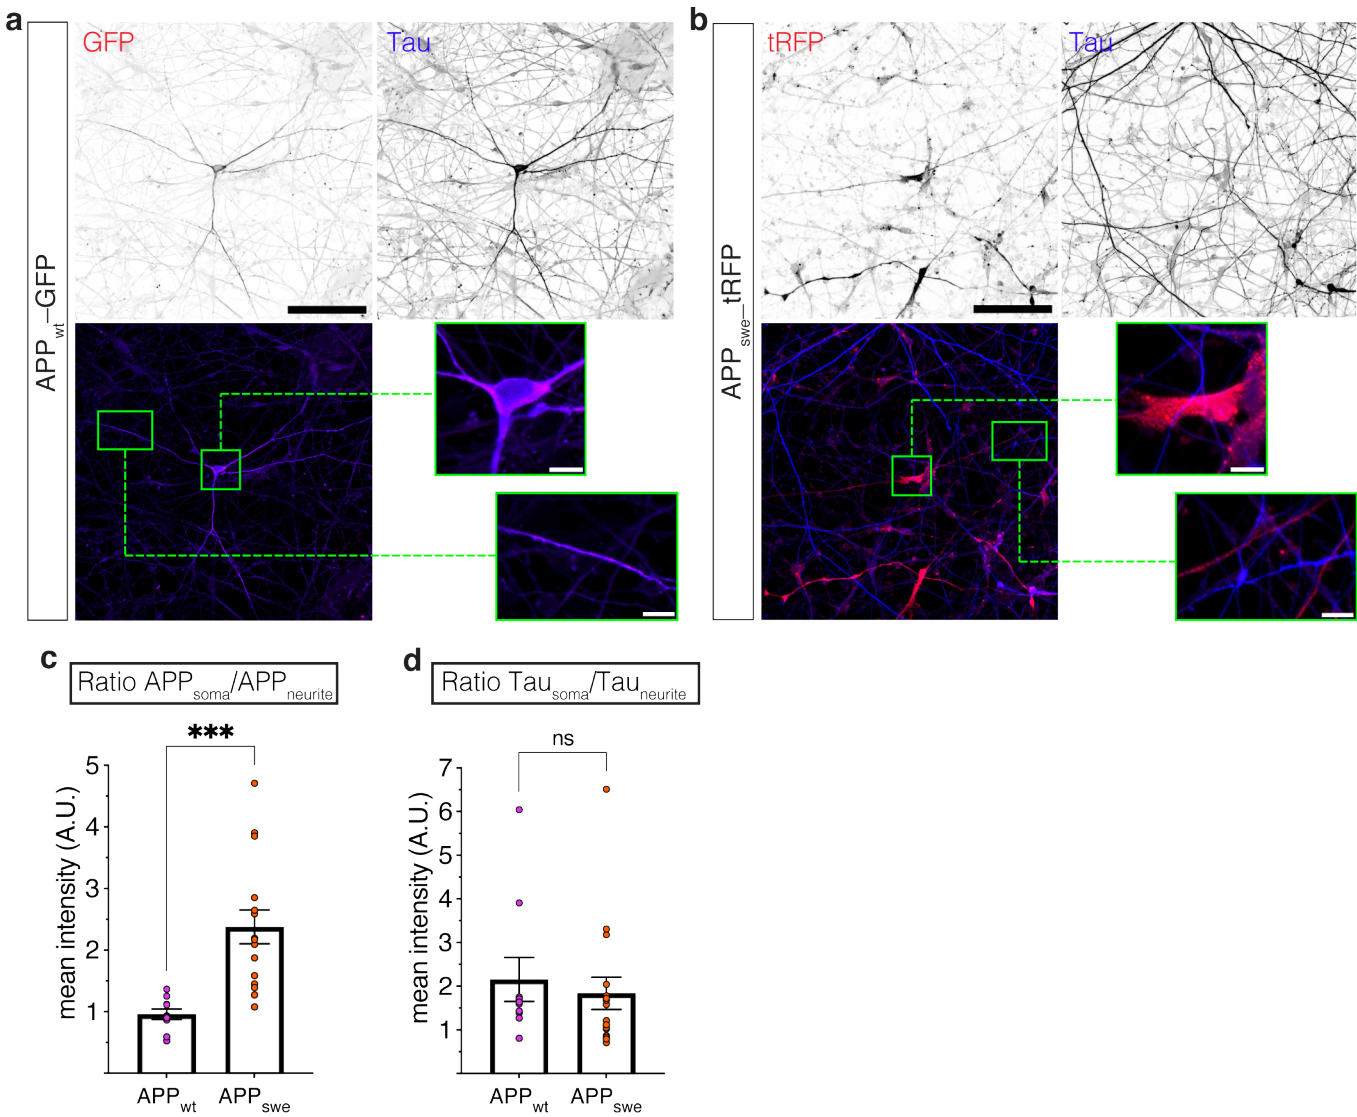 a
GFP
Tau
APPwt–GFP
b
tRFP
Tau
APPswe–tRFP
c
Ratio APPsoma/APPneurite
***
mean intensity (A.U.)
5
4
3
2
1
APPwt
APPswe
d
Ratio Tausoma/Tauneurite
ns
mean intensity (A.U.)
7
6
5
4
3
2
1
APPwt
APPswe